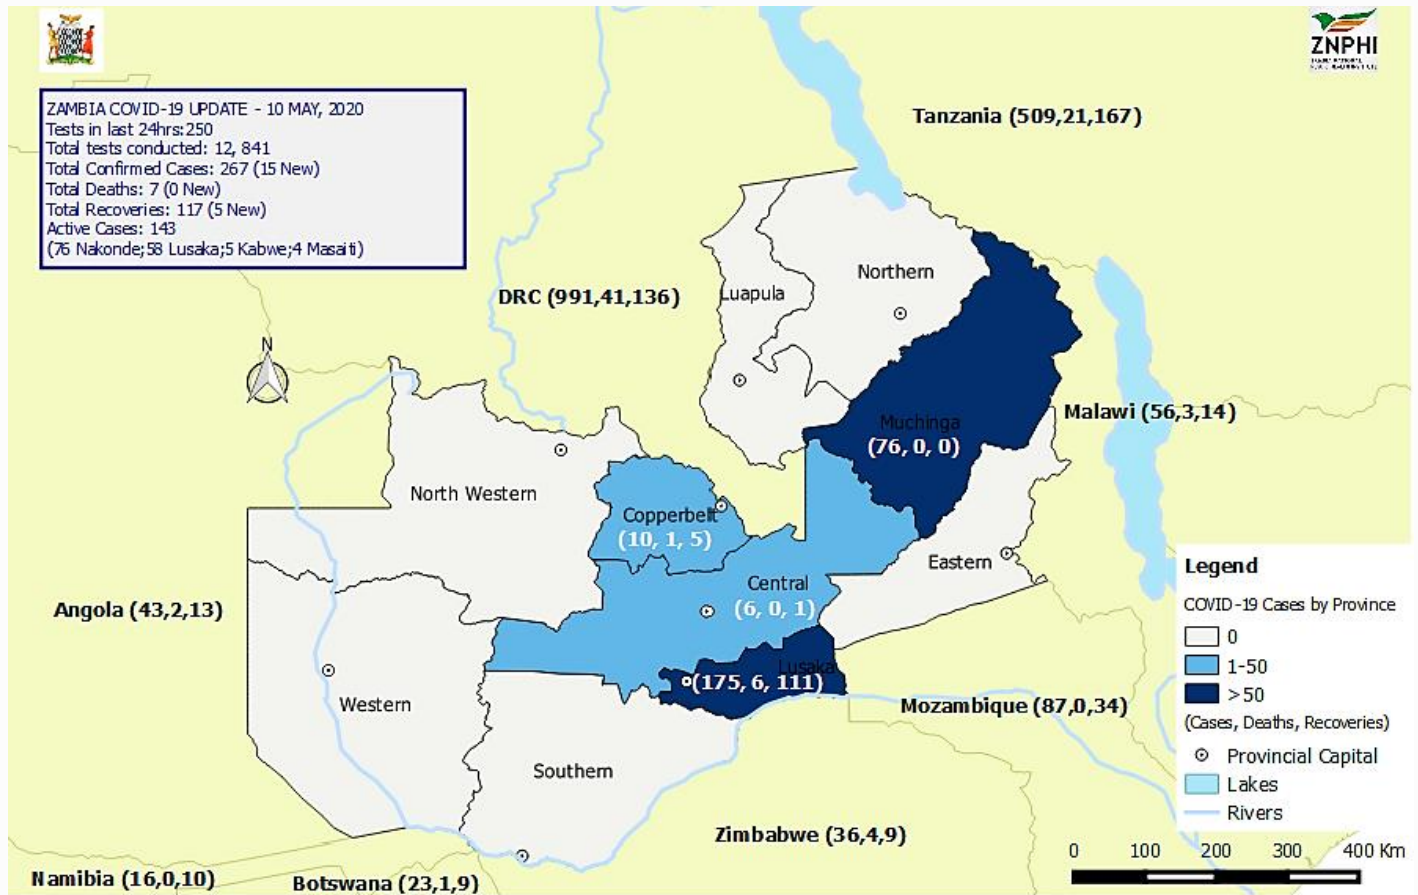 ZNPHI
ZAMBIA COVID-19 UPDATE - 10 MAY, 2020
Tests in last 24hrs:250
Total tests conducted: 12, 841
Total Confirmed Cases: 267 (15 New)
Total Deaths: 7 (0 New)
Total Recoveries: 117 (5 New)
Active Cases: 143
(76 Nakonde;58 Lusaka;5 Kabwe;4 Masaiti)
Tanzania (509,21,167)
Northern
Luapula
DRC (991,41,136)
N
Malawi (56,3,14)
Muchinga
(76, 0, 0)
North Western
Copperbelt
(10, 1, 5)
Eastern
Central
(6, 0, 1)
Angola (43,2,13)
Lusaka
(175, 6, 111)
Western
Mozambique (87,0,34)
Southern
Zimbabwe (36,4,9)
Namibia (16,0,10)
Botswana (23,1,9)
Legend
COVID-19 Cases by Province
0
1-50
>50
(Cases, Deaths, Recoveries)
Provincial Capital
Lakes
Rivers
0 100 200 300 400 Km